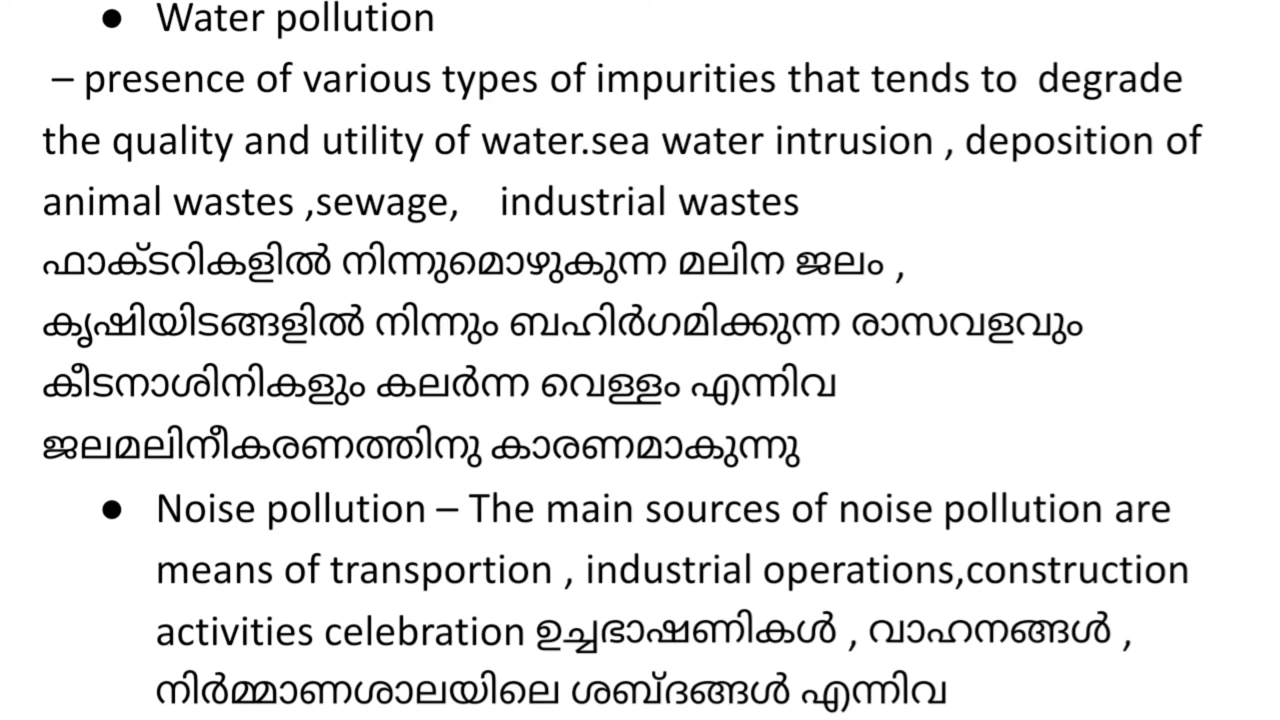 ● Water pollution
– presence of various types of impurities that tends to degrade
the quality and utility of water.sea water intrusion , deposition of
animal wastes ,sewage, industrial wastes
ഫാക്ടറികളിൽ നിന്നുമൊഴുകുന്ന മലിന ജലം ,
കൃഷിയിടങ്ങളിൽ നിന്നും ബഹിർഗമിക്കുന്ന രാസവളവും
കീടനാശിനികളും കലർന്ന വെള്ളം എന്നിവ
ജലമലിനീകരണത്തിനു കാരണമാകുന്നു
● Noise pollution – The main sources of noise pollution are
means of transportion , industrial operations,construction
activities celebration ഉച്ചഭാഷണികൾ , വാഹനങ്ങൾ ,
നിർമ്മാണശാലയിലെ ശബ്ദങ്ങൾ എന്നിവ